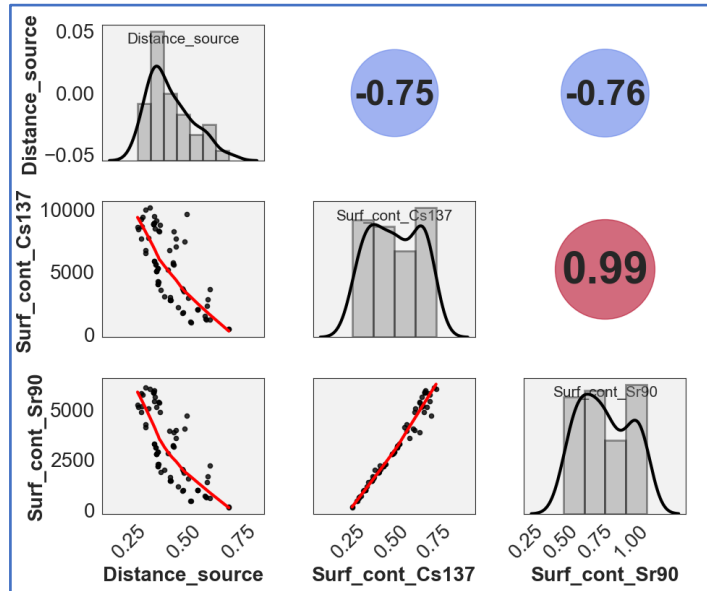 Distance_source
0.05
0.00
−0.05
Distance_source
-0.75
-0.76
Surf_cont_Cs137
10000
5000
0
Surf_cont_Cs137
0.99
Surf_cont_Sr90
5000
2500
0
Surf_cont_Sr90
0.25
0.50
0.75
0.25
0.50
0.75
0.25
0.50
0.75
1.00
Distance_source
Surf_cont_Cs137
Surf_cont_Sr90